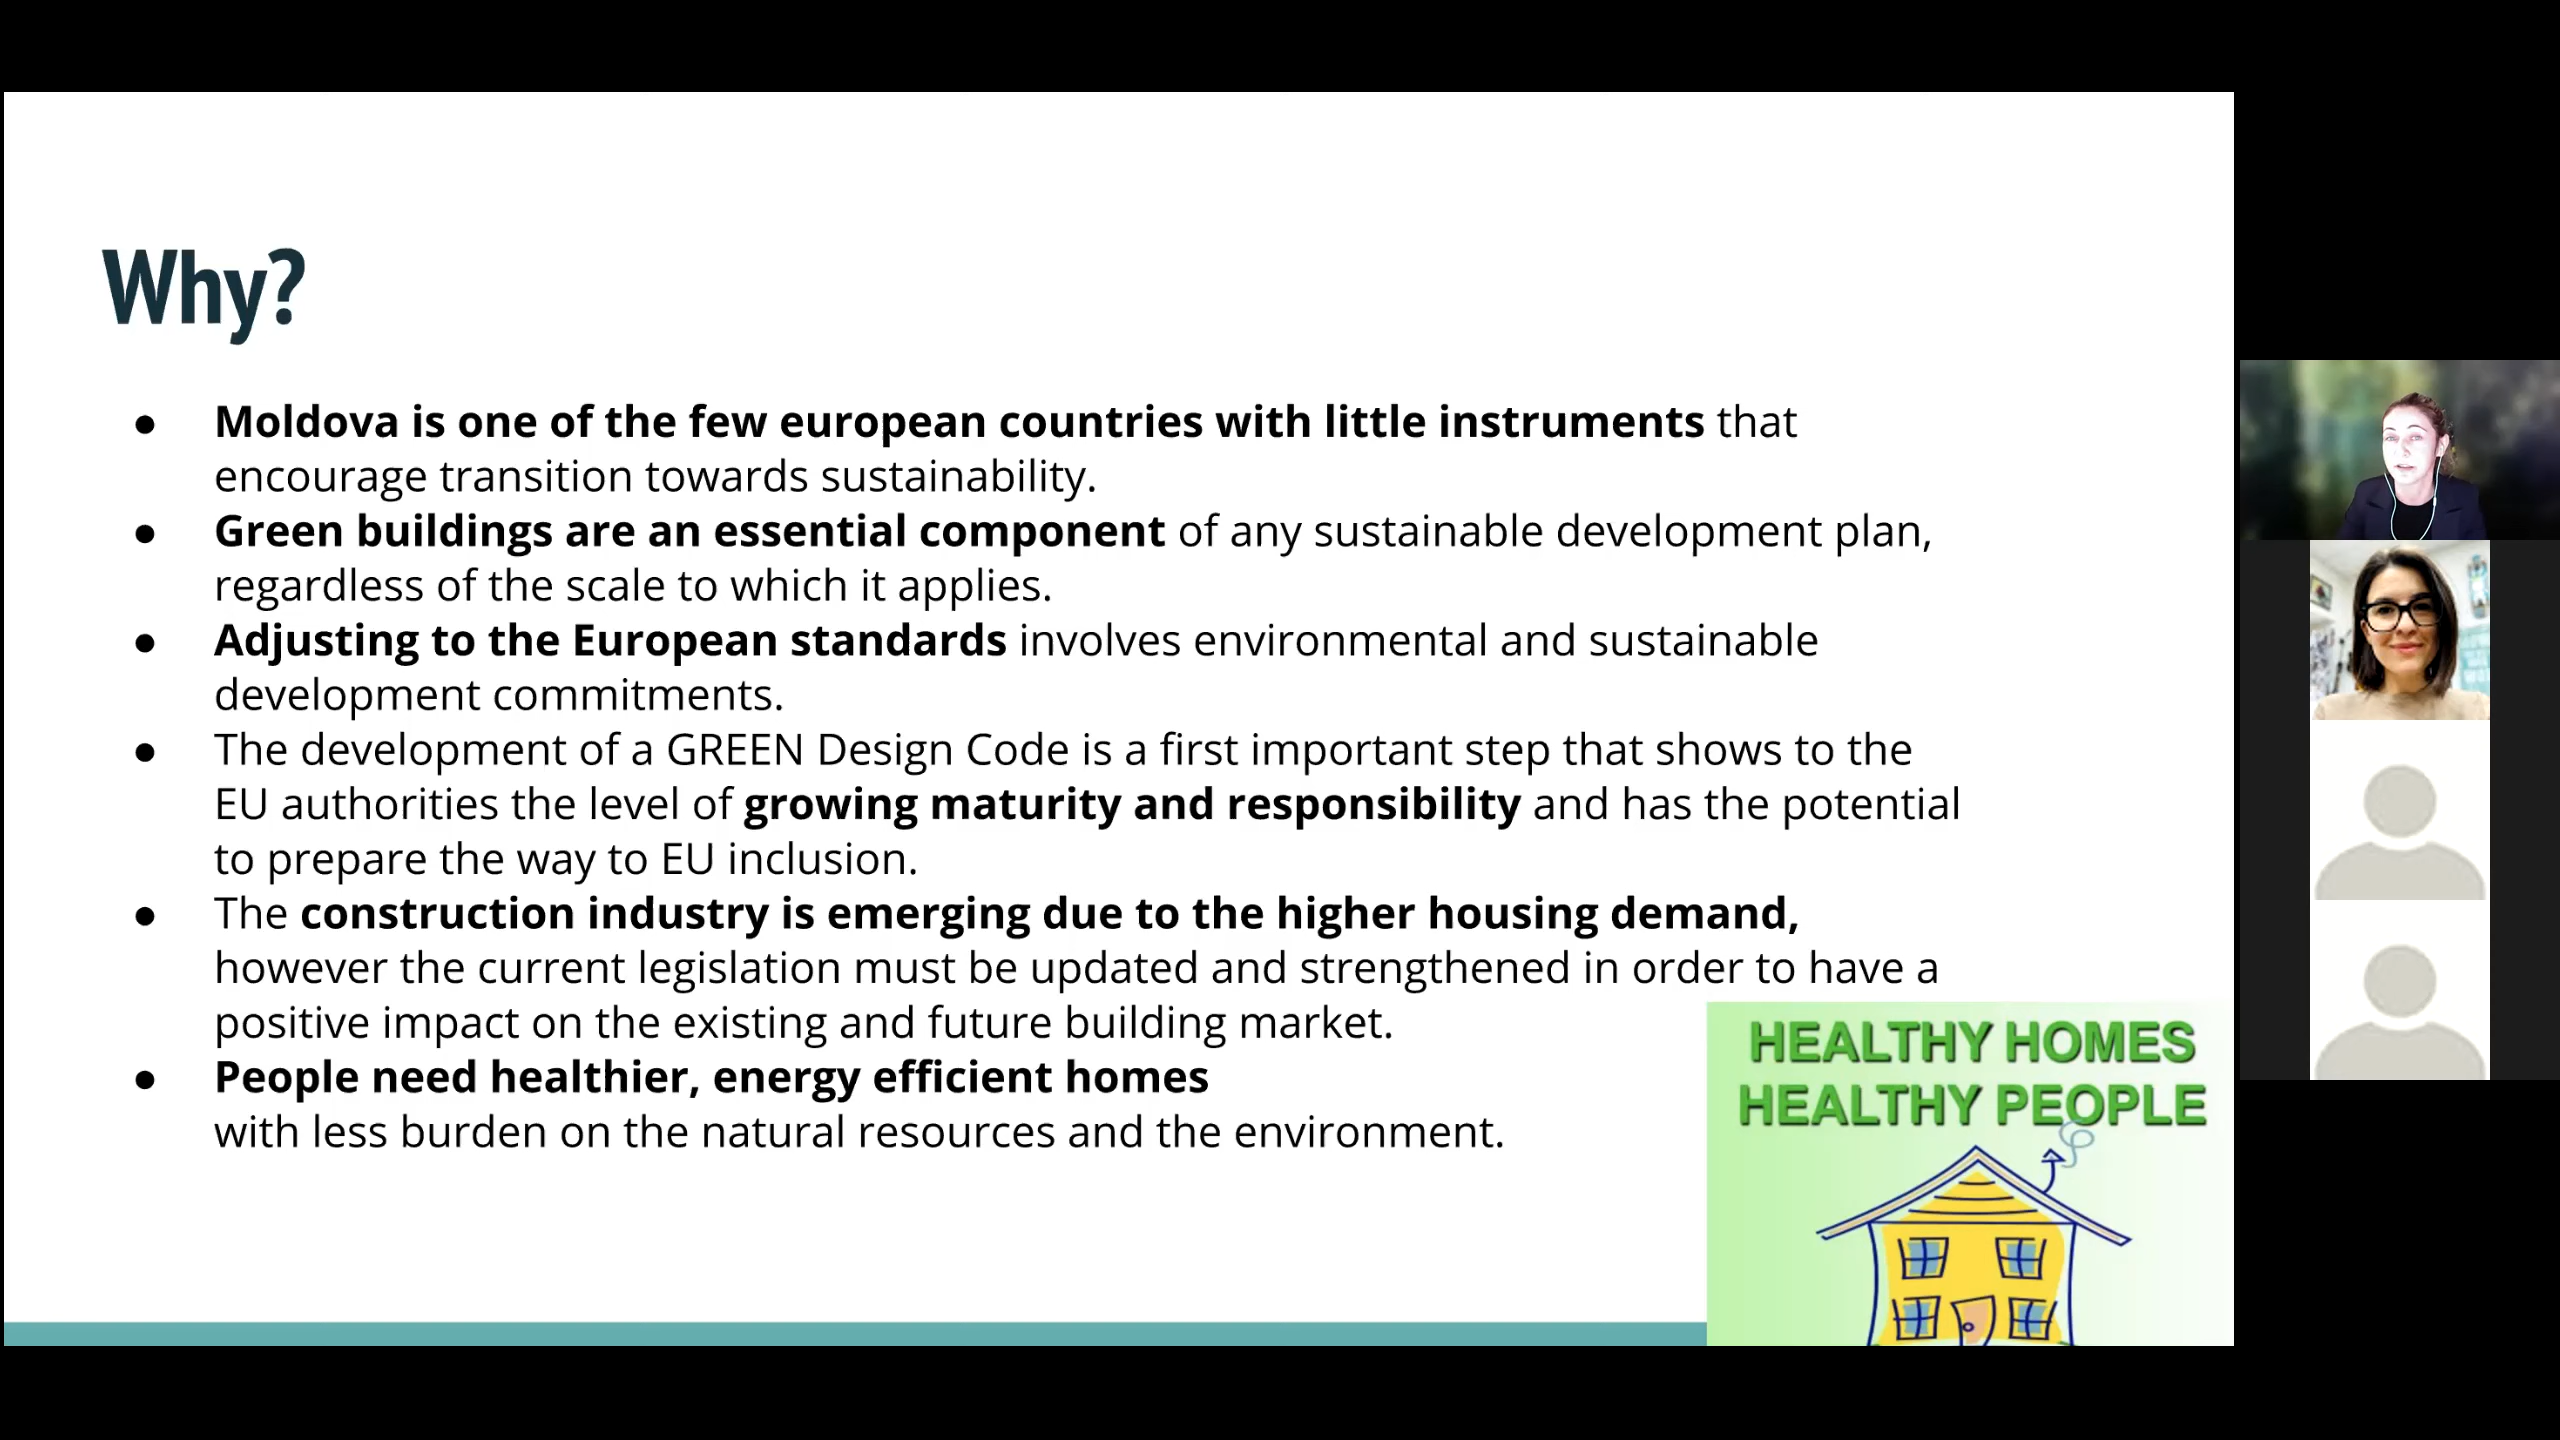 Why?
● Moldova is one of the few european countries with little instruments that
encourage transition towards sustainability.
● Green buildings are an essential component of any sustainable development plan,
regardless of the scale to which it applies.
● Adjusting to the European standards involves environmental and sustainable
development commitments.
● The development of a GREEN Design Code is a first important step that shows to the
EU authorities the level of growing maturity and responsibility and has the potential
to prepare the way to EU inclusion.
● The construction industry is emerging due to the higher housing demand,
however the current legislation must be updated and strengthened in order to have a
positive impact on the existing and future building market.
● People need healthier, energy efficient homes
with less burden on the natural resources and the environment.
HEALTHY HOMES
HEALTHY PEOPLE